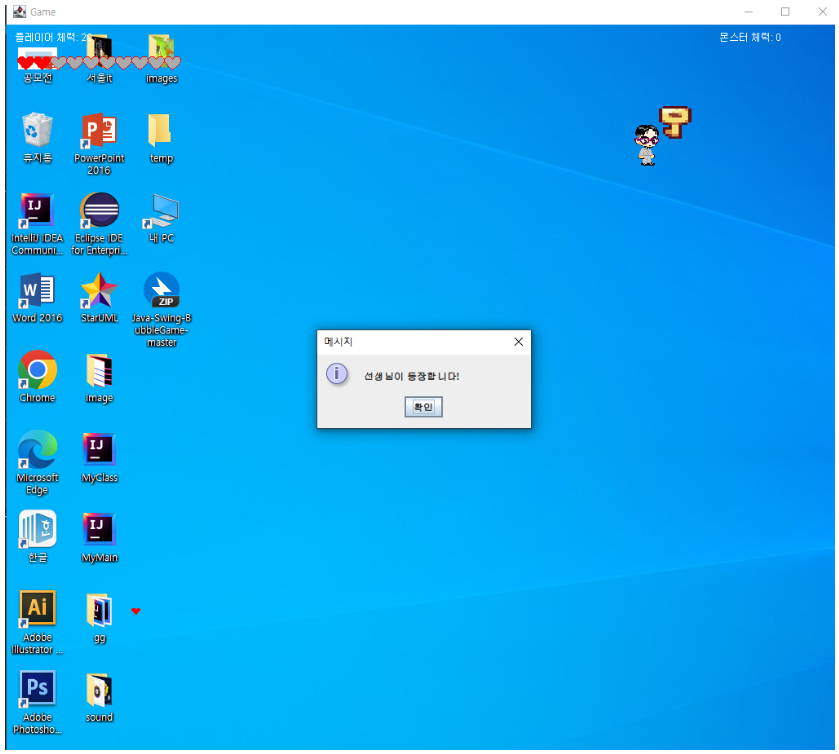 Game
플레이어 체력: 20
몬스터 체력: 0
공모전
서울it
images
휴지통
PowerPoint
2016
temp
IntelliJ IDEA
Communi...
Eclipse IDE
for Enterpri...
내 PC
Word 2016
StarUML
ZIP
Java-Swing-B
ubbleGame-
master
메시지
선생님이 등장합니다!
확인
Chrome
image
Microsoft
Edge
MyClass
한글
MyMain
Adobe
Illustrator ...
gg
Adobe
Photosho...
sound